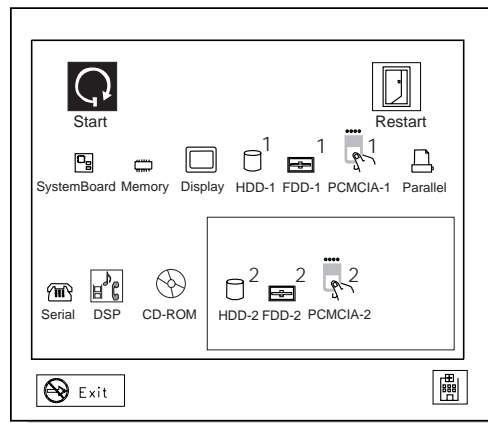 Start Restart
1 1 1
SystemBoard Memory Display HDD-1 FDD-1 PCMCIA-1 Parallel
2 2 2
Serial DSP CD-ROM HDD-2 FDD-2 PCMCIA-2
Exit